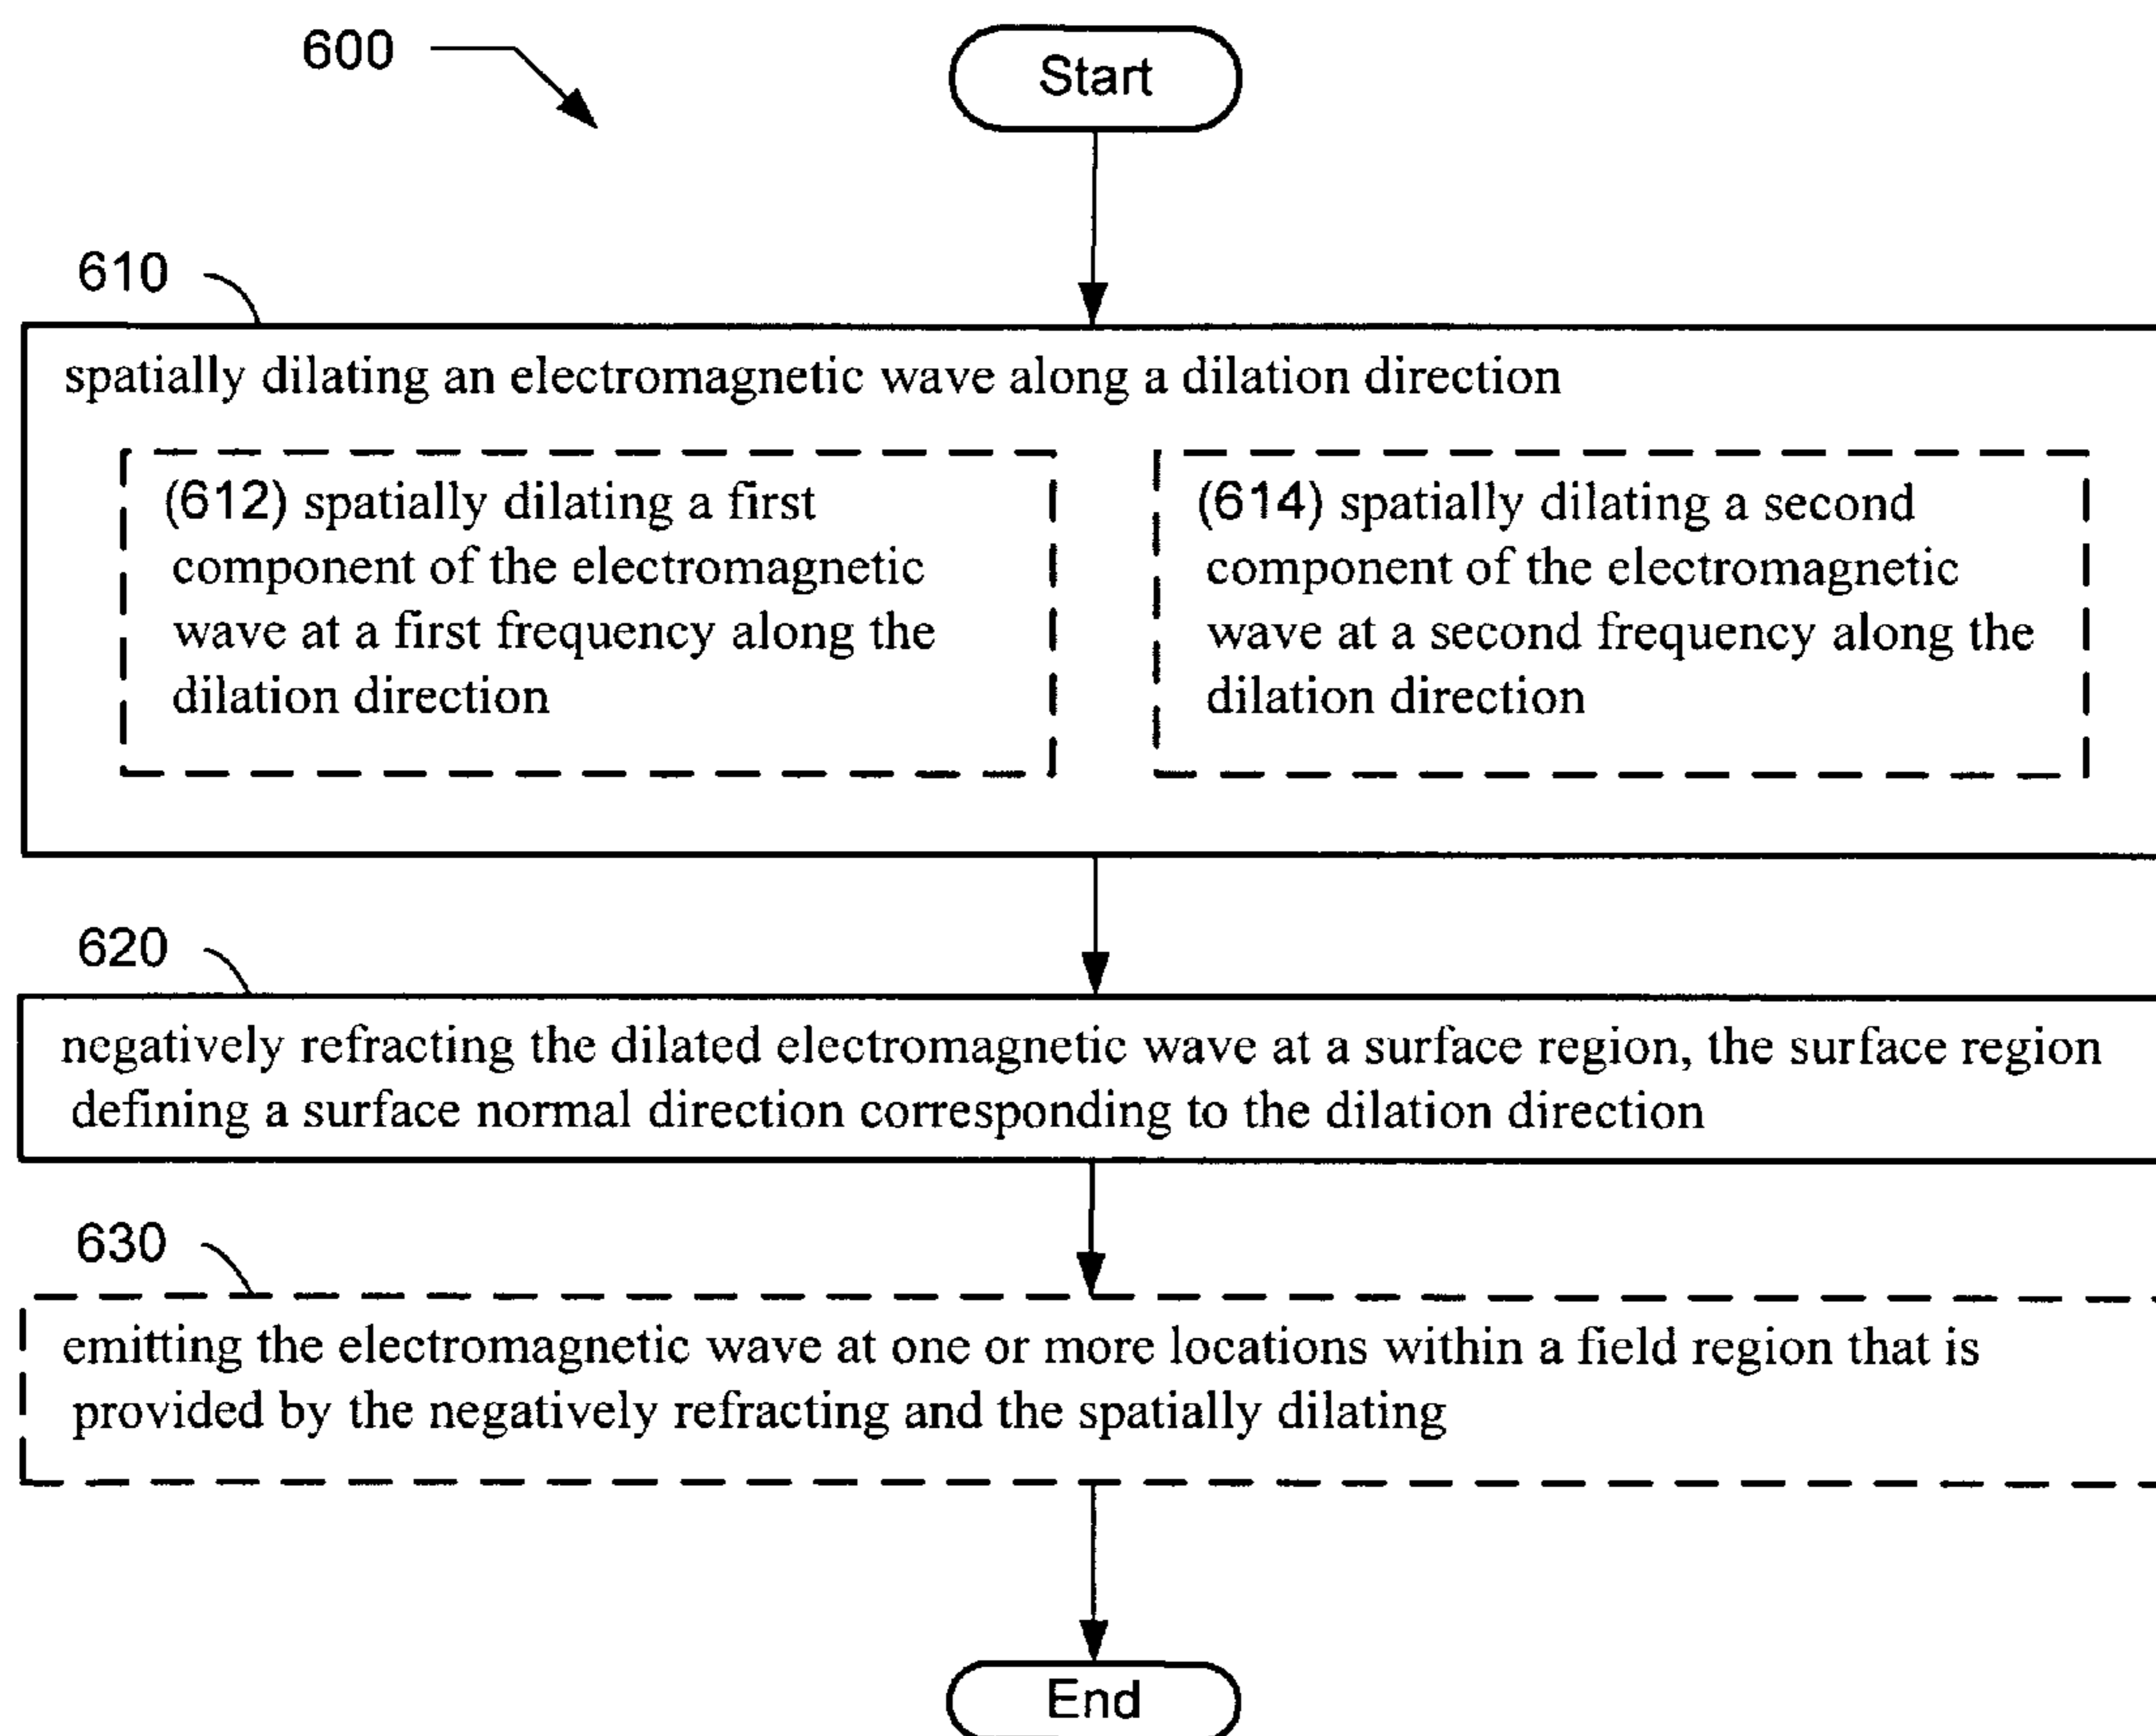 600
Start
610
spatially dilating an electromagnetic wave along a dilation direction
(612) spatially dilating a first
component of the electromagnetic
wave at a first frequency along the
dilation direction
(614) spatially dilating a second
component of the electromagnetic
wave at a second frequency along the
dilation direction
620
negatively refracting the dilated electromagnetic wave at a surface region, the surface region
defining a surface normal direction corresponding to the dilation direction
630
emitting the electromagnetic wave at one or more locations within a field region that is
provided by the negatively refracting and the spatially dilating
End